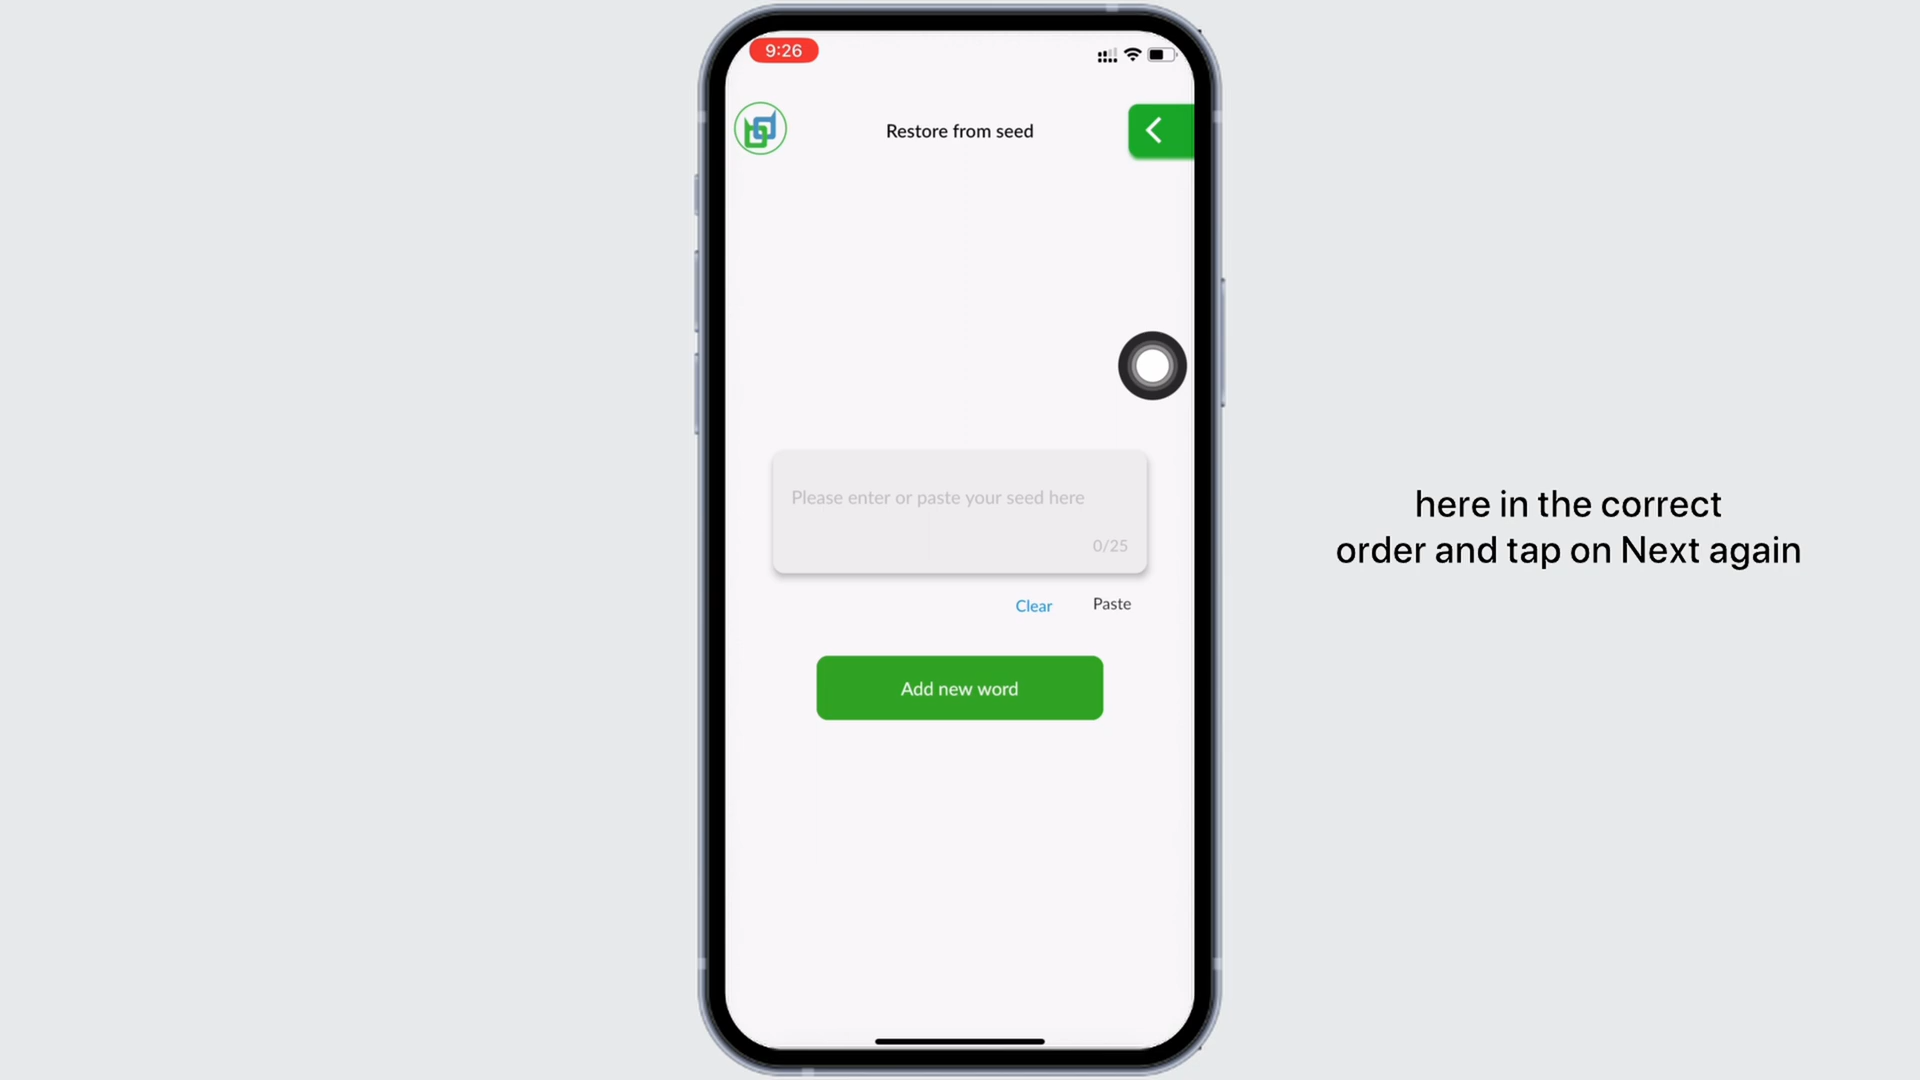 9:26
Restore from seed
Please enter or paste your seed here
0/25
Clear
Paste
Add new word
here in the correct
order and tap on Next again